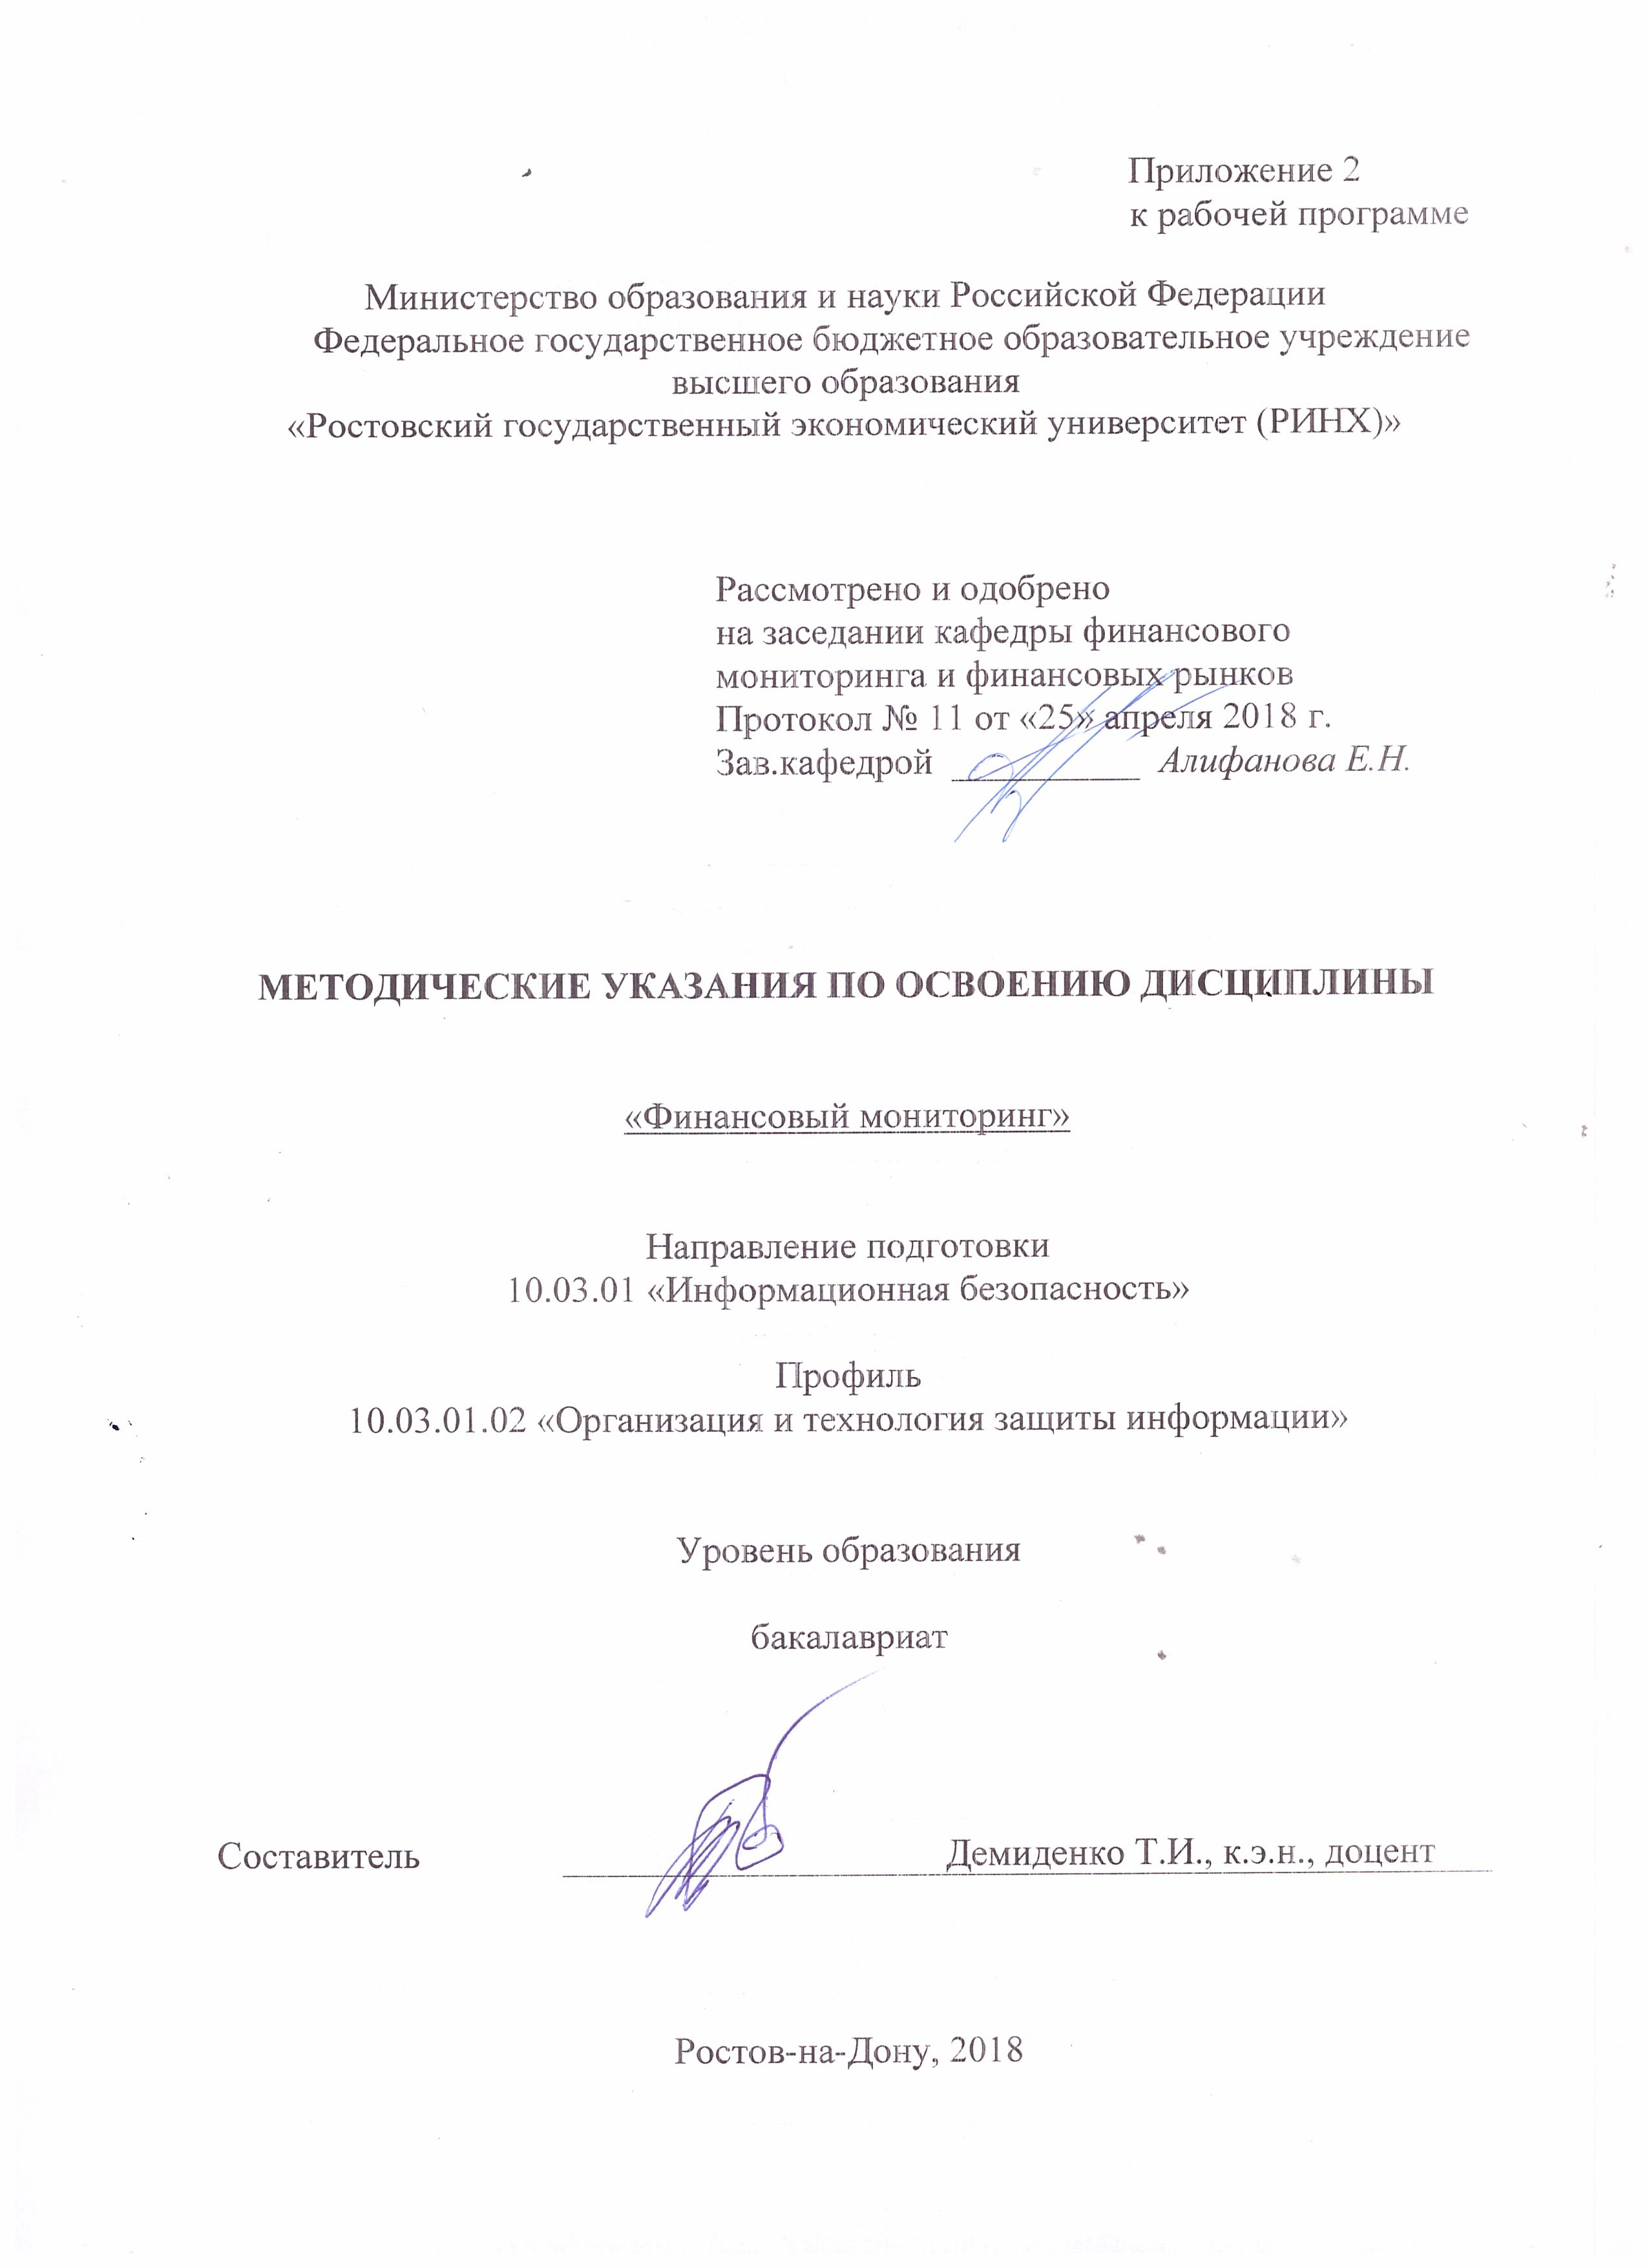 Приложение 2
к рабочей программе
Министерство образования и науки Российской Федерации
Федеральное государственное бюджетное образовательное учреждение
высшего образования
«Ростовский государственный экономический университет (РИНХ)»
Рассмотрено и одобрено
на заседании кафедры финансового
мониторинга и финансовых рынков
Протокол № 11 от «25» апреля 2018 г.
Зав.кафедрой __________ Алифанова Е.Н.
МЕТОДИЧЕСКИЕ УКАЗАНИЯ ПО ОСВОЕНИЮ ДИСЦИПЛИНЫ
«Финансовый мониторинг»
Направление подготовки
10.03.01 «Информационная безопасность»
Профиль
10.03.01.02 «Организация и технология защиты информации»
Уровень образования
бакалавриат
Составитель Демиденко Т.И., к.э.н., доцент
Ростов-на-Дону, 2018